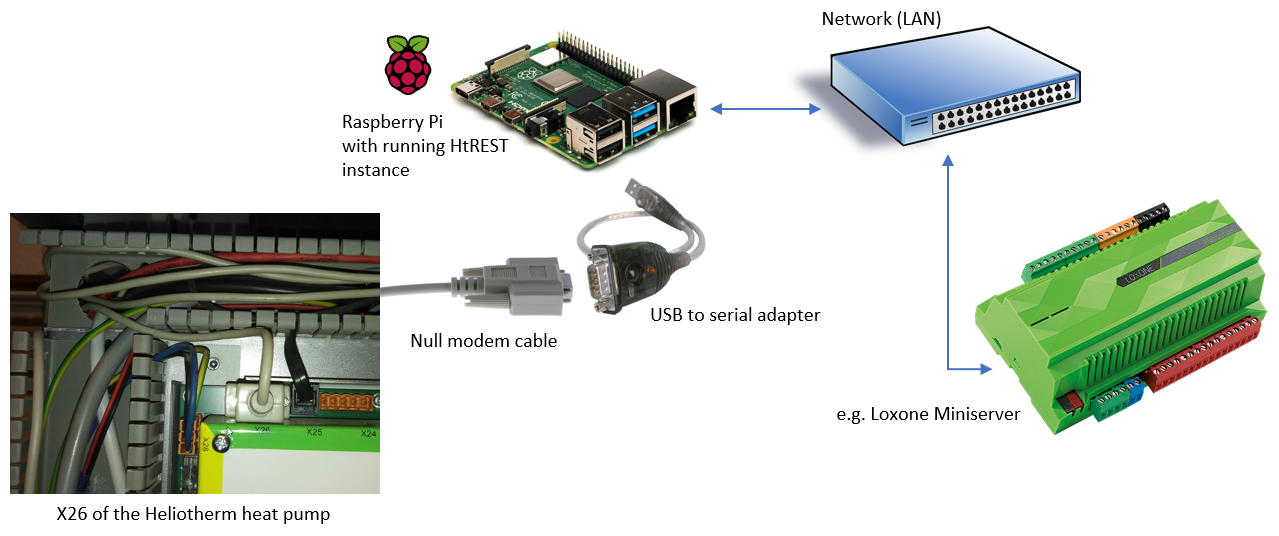 Network (LAN)
Raspberry Pi
with running HtREST
instance
USB to serial adapter
Null modem cable
LOXONE
Miniserver
e.g. Loxone Miniserver
X26
X25
X24
X28
X26 of the Heliotherm heat pump